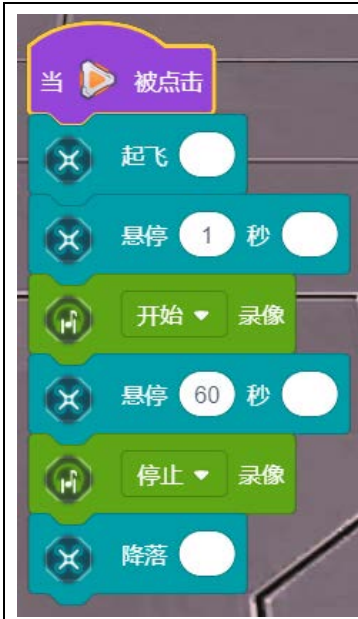 当 被点击
起飞
悬停 1 秒
开始 录像
悬停 60 秒
停止 录像
降落